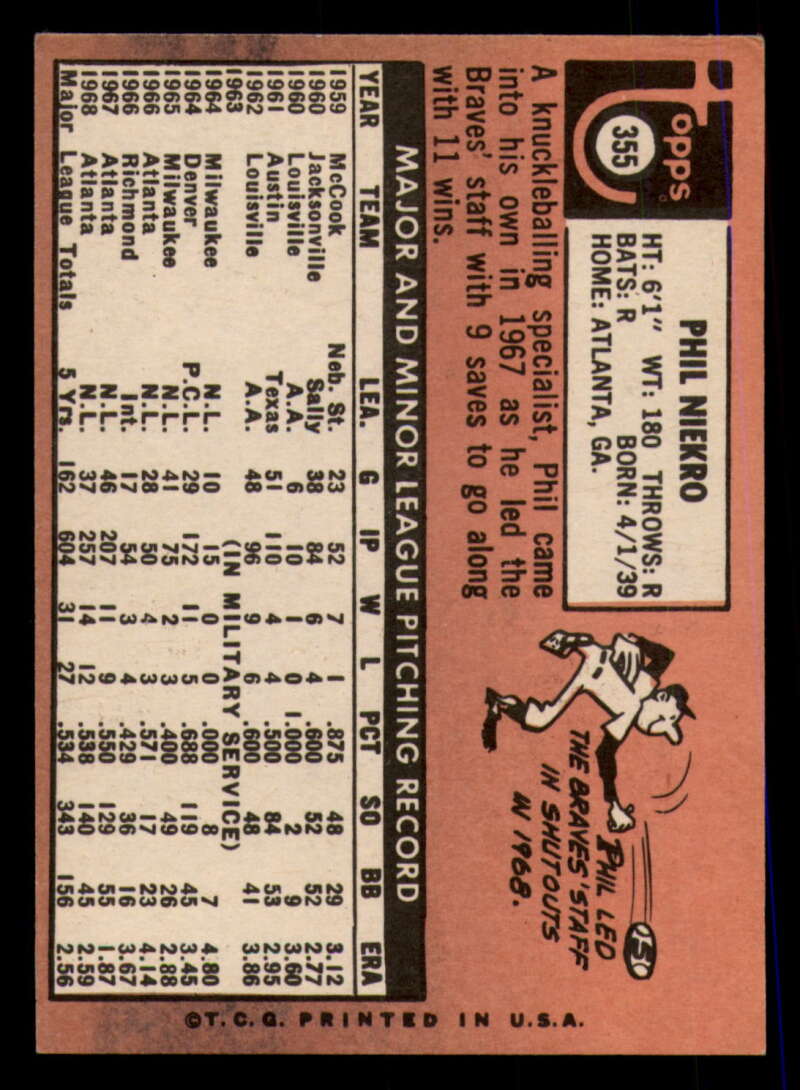 Topps
355
PHIL NIEKRO
HT: 6'1" WT: 180 THROWS: R
BATS: R BORN: 4/1/39
HOME: ATLANTA, GA.
A knuckleballing specialist, Phil came
into his own in 1967 as he led the
Braves' staff with 9 saves to go along
with 11 wins.
PHIL LED
THE BRAVES' STAFF
IN SHUTOUTS
IN 1968.
5
MAJOR AND MINOR LEAGUE PITCHING RECORD
YEAR TEAM LEA. G IP W L PCT SO BB ERA
1959 McCook Neb. St. 23 52 7 1 .875 48 29 3.12
1960 Jacksonville Sally 38 84 6 4 .600 52 52 2.77
1960 Louisville A.A. 6 10 1 0 1.000 2 9 3.60
1961 Austin Texas 51 110 4 4 .500 84 53 2.95
1962 Louisville A.A. 48 96 9 6 .600 48 41 3.86
1963 (IN MILITARY SERVICE)
1964 Milwaukee N.L. 10 15 0 0 .000 8 7 4.80
1964 Denver P.C.L. 29 172 11 5 .688 119 45 3.45
1965 Milwaukee N.L. 41 75 2 3 .400 49 26 2.88
1966 Atlanta N.L. 28 50 4 3 .571 17 23 4.14
1966 Richmond Int. 17 54 3 4 .429 36 16 3.67
1967 Atlanta N.L. 46 207 11 9 .550 129 55 1.87
1968 Atlanta N.L. 37 257 14 12 .538 140 45 2.59
Major League Totals 5 Yrs. 162 604 31 27 .534 343 156 2.56
©T.C.G. PRINTED IN U.S.A.